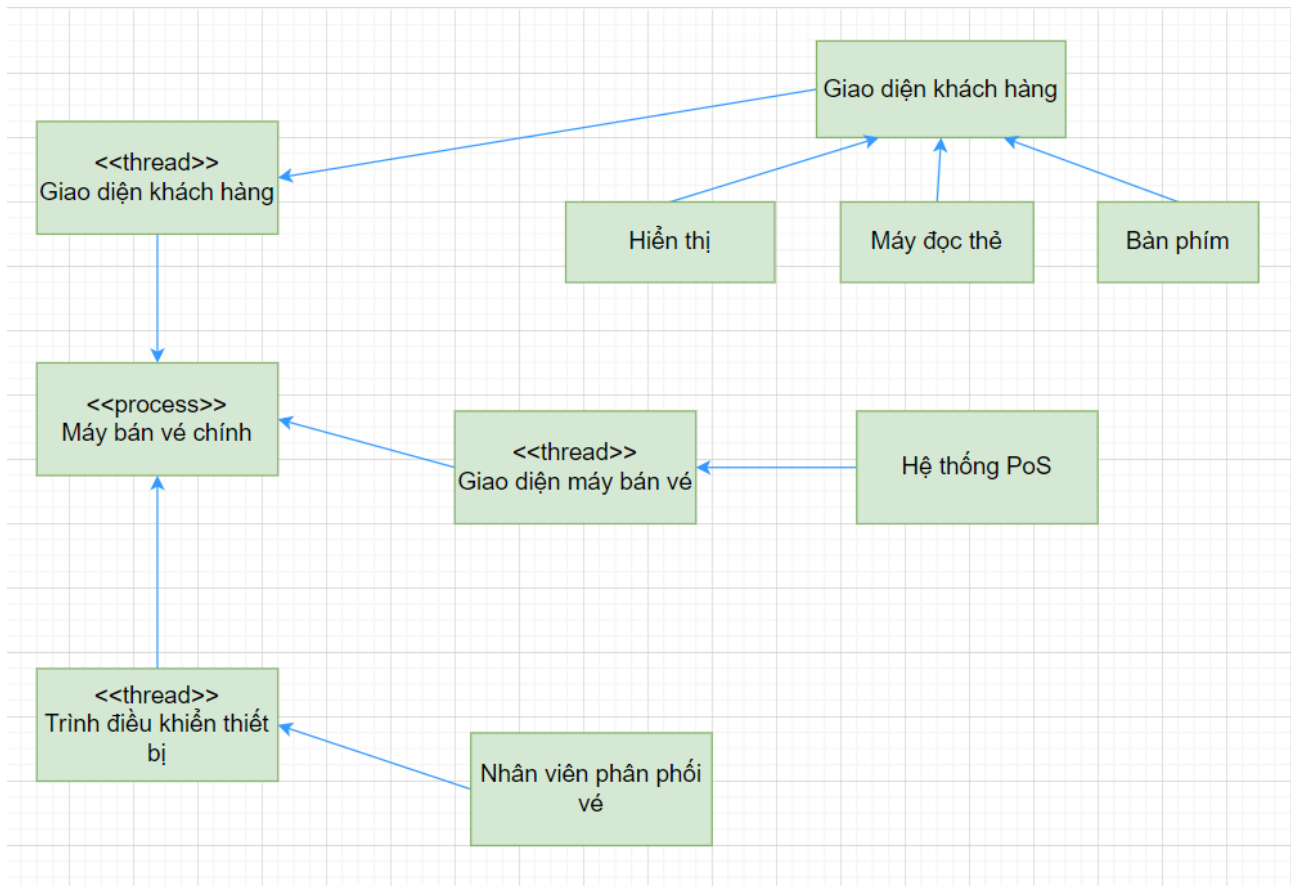 Giao diện khách hàng
<<thread>>
Giao diện khách hàng
Hiển thị
Máy đọc thẻ
Bàn phím
<<process>>
Máy bán vé chính
<<thread>>
Giao diện máy bán vé
Hệ thống PoS
<<thread>>
Trình điều khiển thiết
bị
Nhân viên phân phối
vé